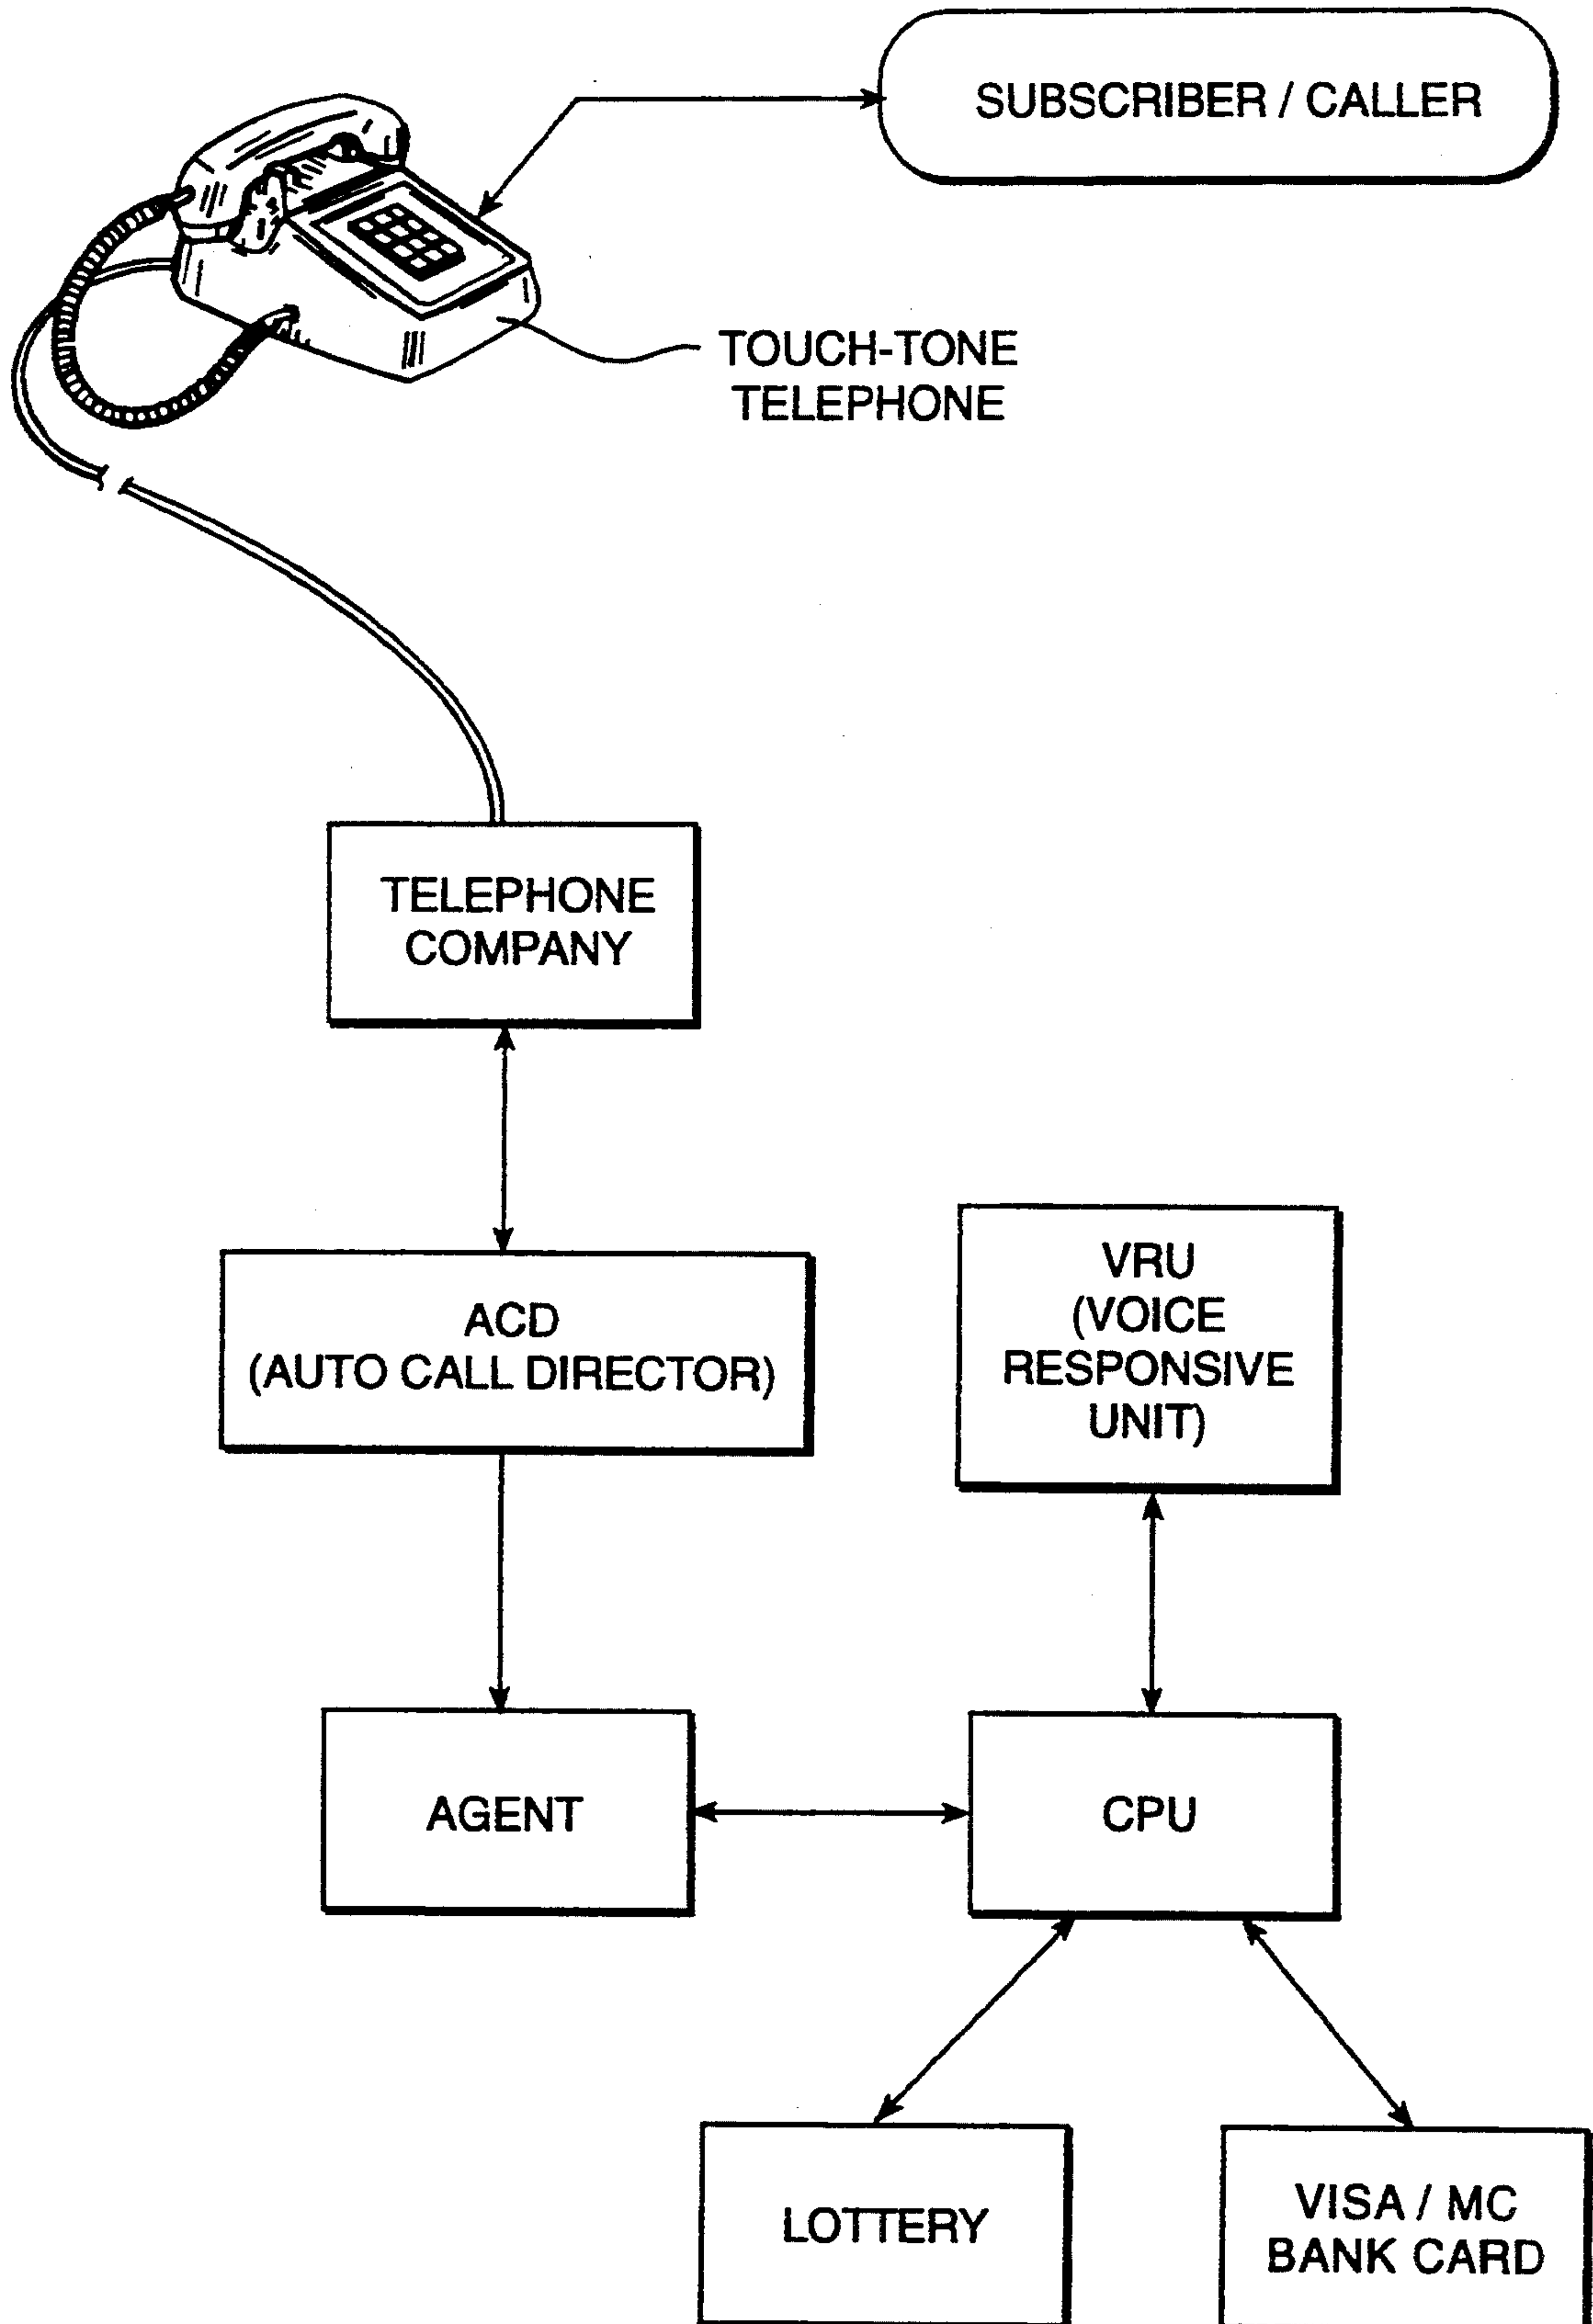 SUBSCRIBER / CALLER
TOUCH-TONE
TELEPHONE
TELEPHONE
COMPANY
ACD
(AUTO CALL DIRECTOR)
VRU
(VOICE
RESPONSIVE
UNIT)
AGENT
CPU
LOTTERY
VISA / MC
BANK CARD